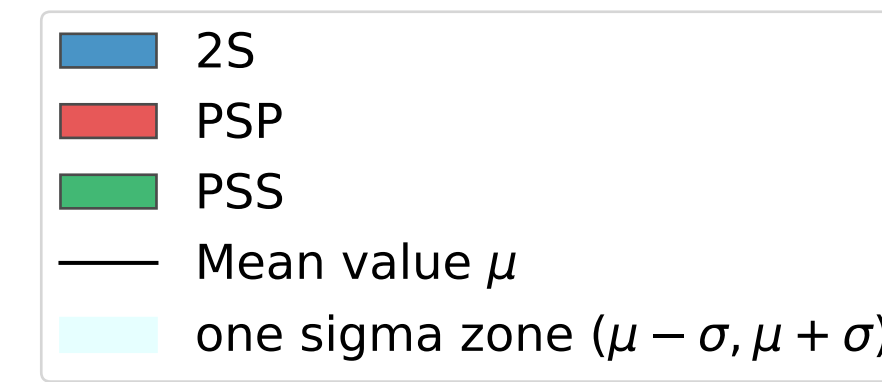 2S
PSP
PSS
Mean value μ
one sigma zone (μ − σ, μ + σ)